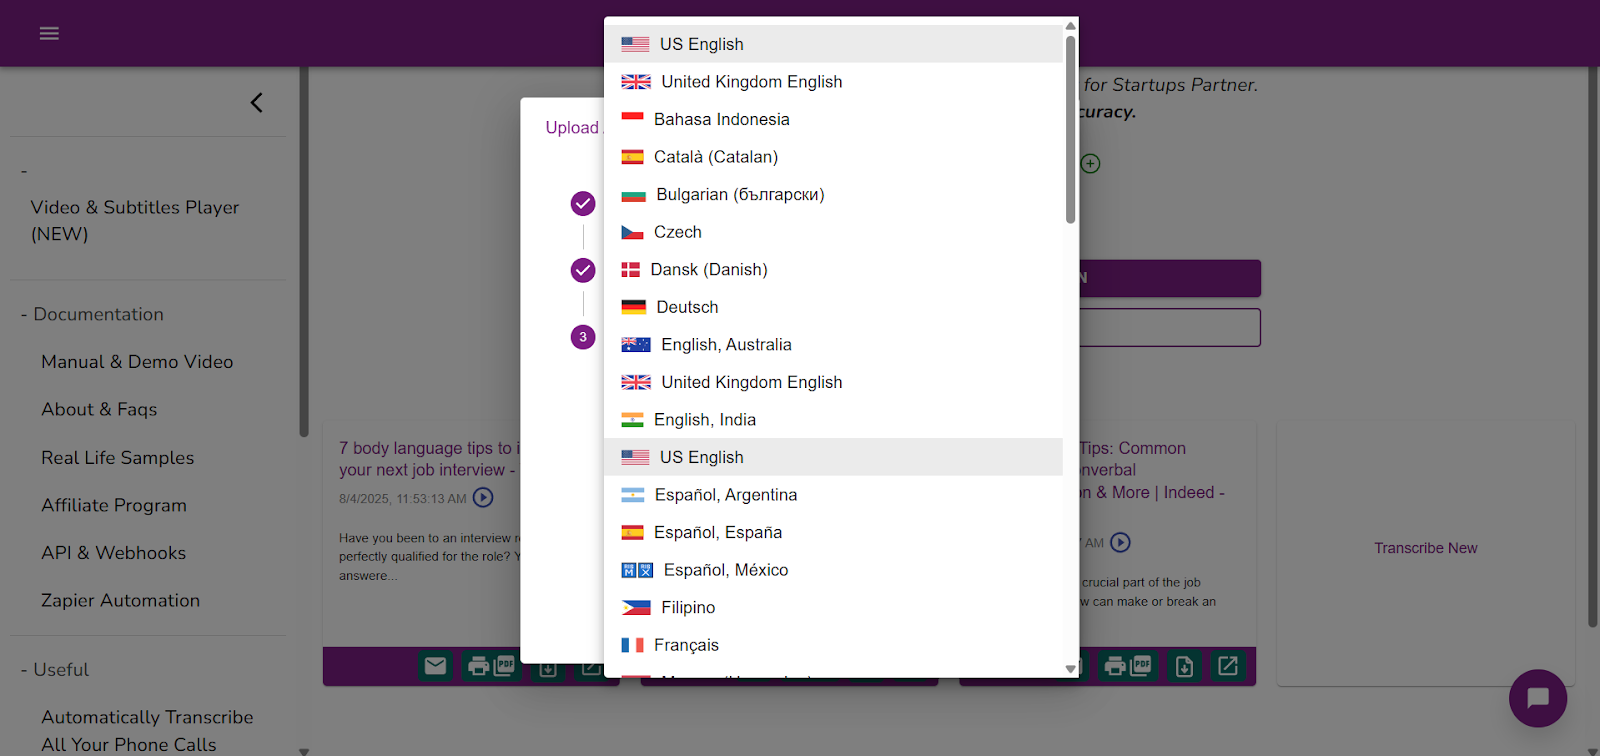 for Startups Partner.
curacy.
-
Video & Subtitles Player
(NEW)
- Documentation
Manual & Demo Video
About & Faqs
Real Life Samples
Affiliate Program
API & Webhooks
Zapier Automation
- Useful
Automatically Transcribe
All Your Phone Calls
Upload
3
US English
United Kingdom English
Bahasa Indonesia
Català (Catalan)
Bulgarian (български)
Czech
Dansk (Danish)
Deutsch
English, Australia
United Kingdom English
English, India
US English
Español, Argentina
Español, España
Español, México
Filipino
Français
N
7 body language tips to i
your next job interview -
8/4/2025, 11:53:13 AM
Have you been to an interview
perfectly qualified for the role?
answere...
PDF
Tips: Common
nverbal
n & More | Indeed -
AM
crucial part of the job
w can make or break an
PDF
Transcribe New